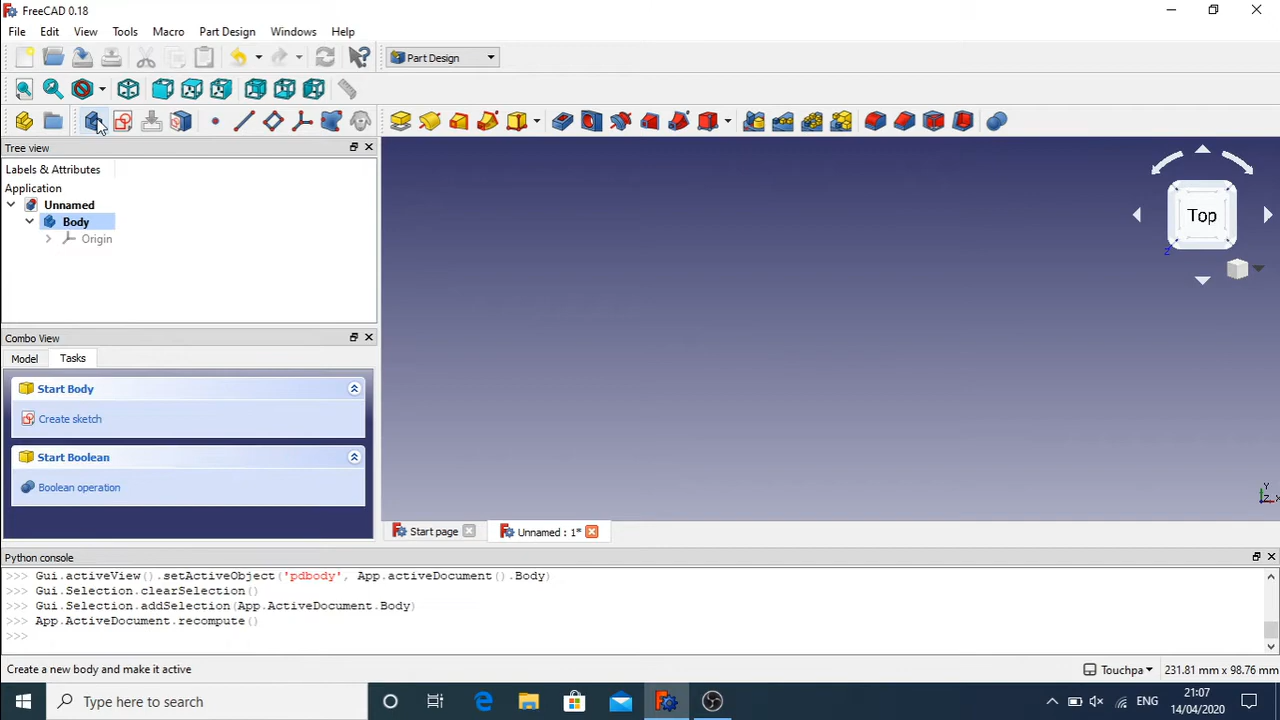 FreeCAD 0.18
File Edit View Tools Macro Part Design Windows Help
Part Design
Tree view
Labels & Attributes
Application
Unnamed
Body
Origin
Top
Z
Combo View
Model Tasks
Start Body
Create sketch
Start Boolean
Boolean operation
Y
Z X
Start page Unnamed : 1*
Python console
>>> Gui.activeView().setActiveObject('pdbody', App.activeDocument().Body)
>>> Gui.Selection.clearSelection()
>>> Gui.Selection.addSelection(App.ActiveDocument.Body)
>>> App.ActiveDocument.recompute()
>>>
Create a new body and make it active Touchpa 231.81 mm x 98.76 mm
Type here to search ENG 21:07
14/04/2020